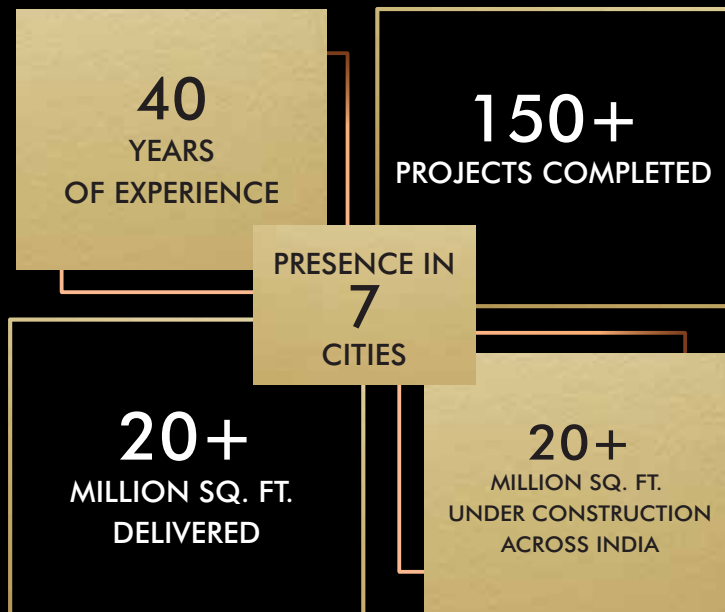 40
YEARS
OF EXPERIENCE
150+
PROJECTS COMPLETED
PRESENCE IN
7
CITIES
20+
MILLION SQ. FT.
DELIVERED
20+
MILLION SQ. FT.
UNDER CONSTRUCTION
ACROSS INDIA